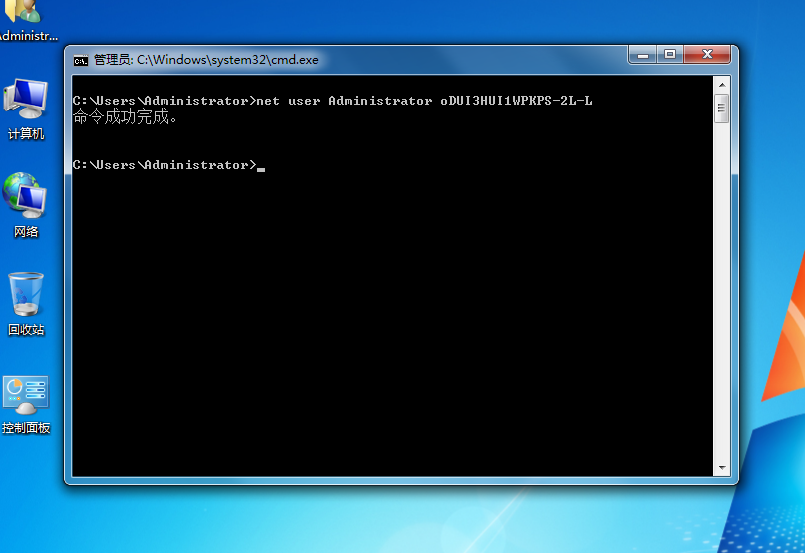 Administr...
管理员: C:\Windows\system32\cmd.exe
C:\Users\Administrator>net user Administrator oDUI3HUI1WPKPS-2L-L
命令成功完成。
C:\Users\Administrator>
计算机
网络
回收站
控制面板